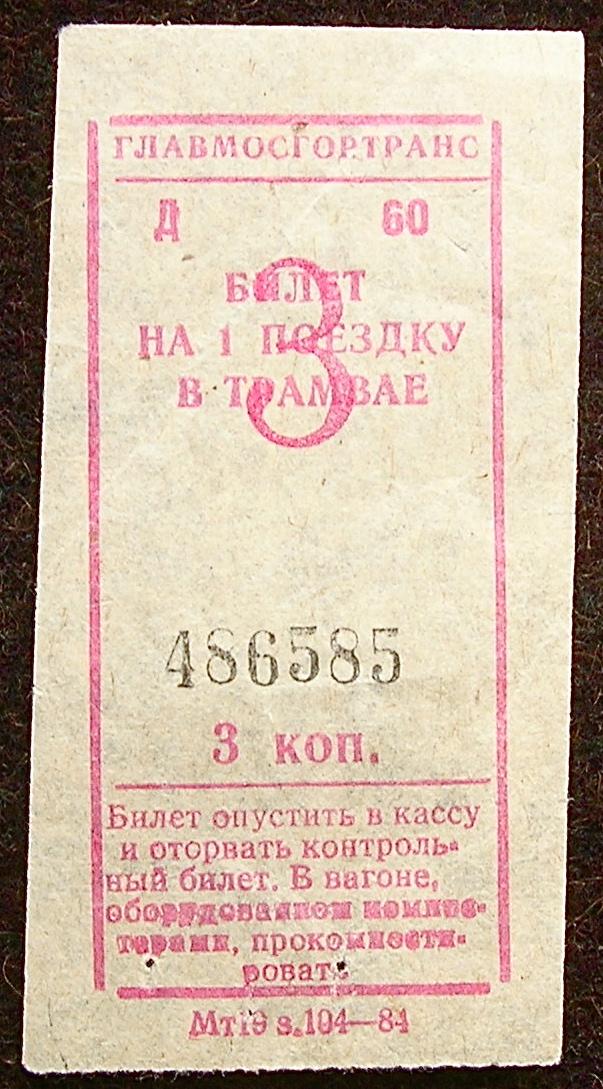 ГЛАВМОСГОРТРАНС
Д 60
3
БИЛЕТ
НА 1 ПОЕЗДКУ
В ТРАМВАЕ
486585
3 коп.
Билет опустить в кассу
и оторвать контроль-
ный билет. В вагоне,
оборудованном компос-
терами, прокомпости-
ровать
Мт19 з.104—84